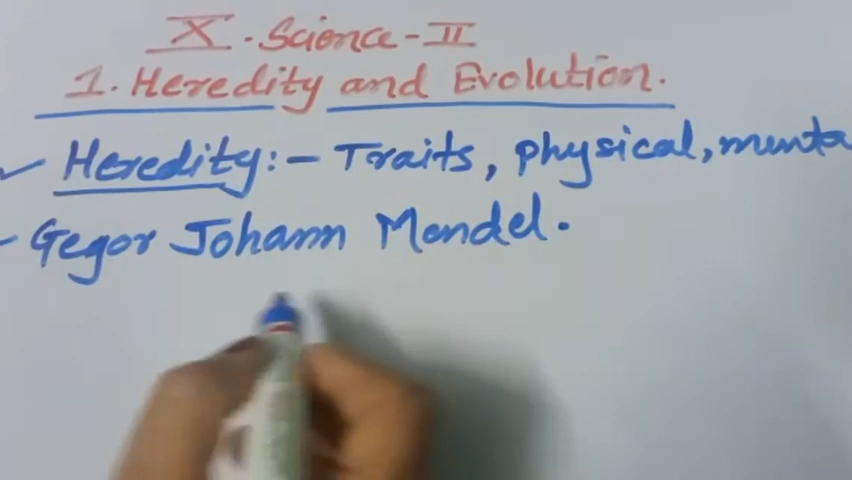 X. Science-II
1. Heredity and Evolution.
Heredity:- Traits, physical, menta
Gegor Johann Mendel.